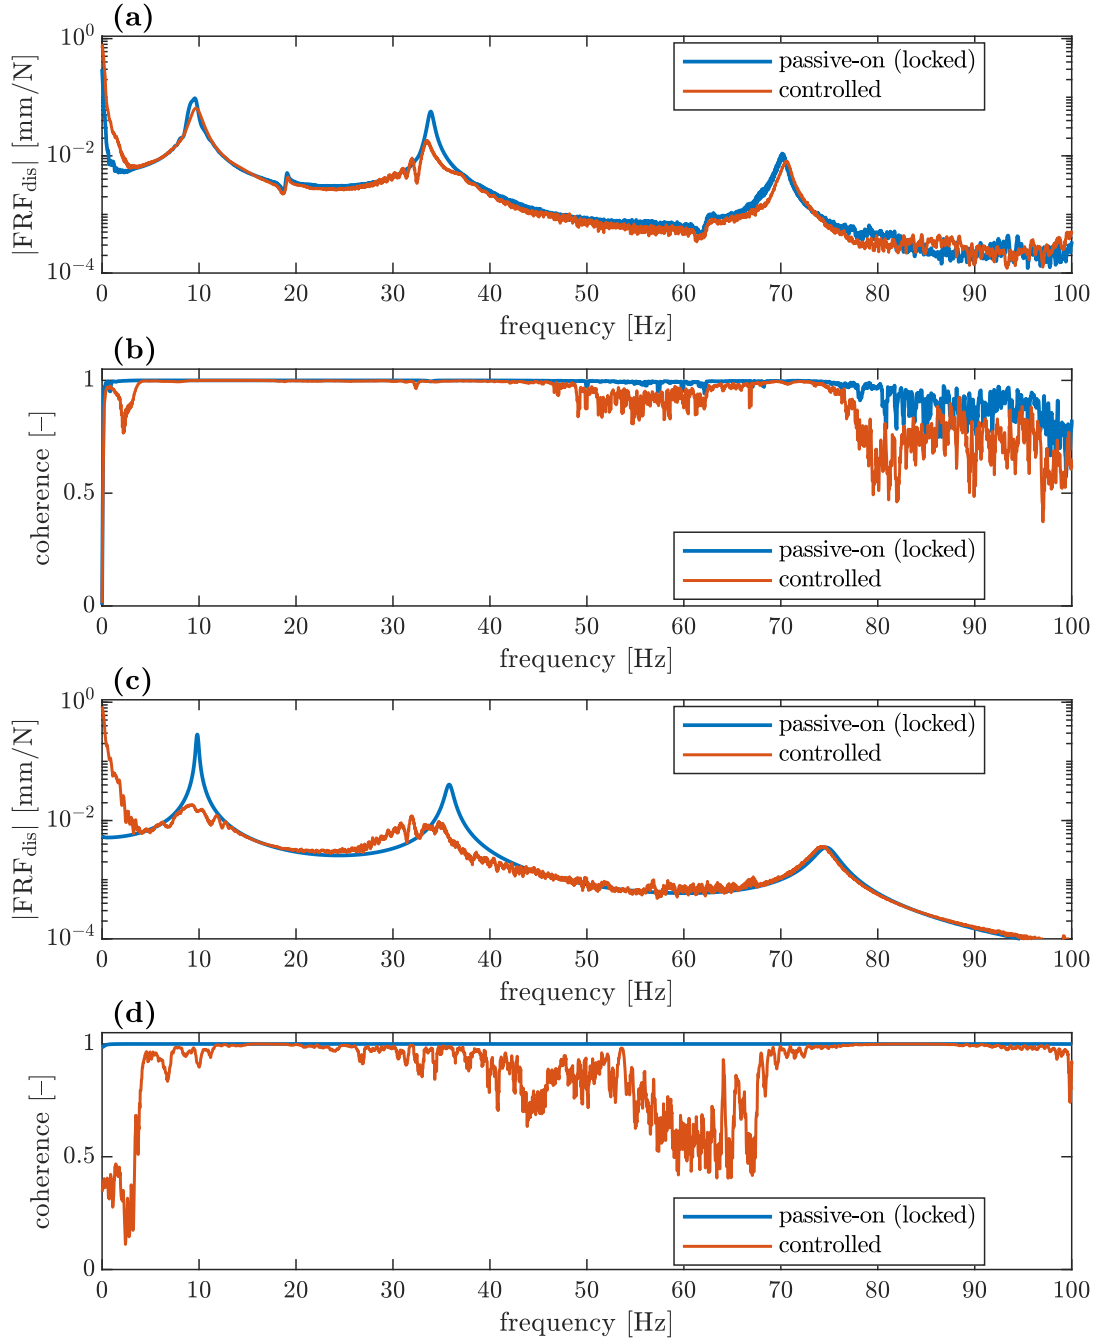 (a)
|FRF_dis| [mm/N]
10^0
10^-2
10^-4
passive-on (locked)
controlled
0 10 20 30 40 50 60 70 80 90 100
frequency [Hz]
(b)
coherence [−]
1
0.5
0
passive-on (locked)
controlled
0 10 20 30 40 50 60 70 80 90 100
frequency [Hz]
(c)
|FRF_dis| [mm/N]
10^0
10^-2
10^-4
passive-on (locked)
controlled
0 10 20 30 40 50 60 70 80 90 100
frequency [Hz]
(d)
coherence [−]
1
0.5
0
passive-on (locked)
controlled
0 10 20 30 40 50 60 70 80 90 100
frequency [Hz]